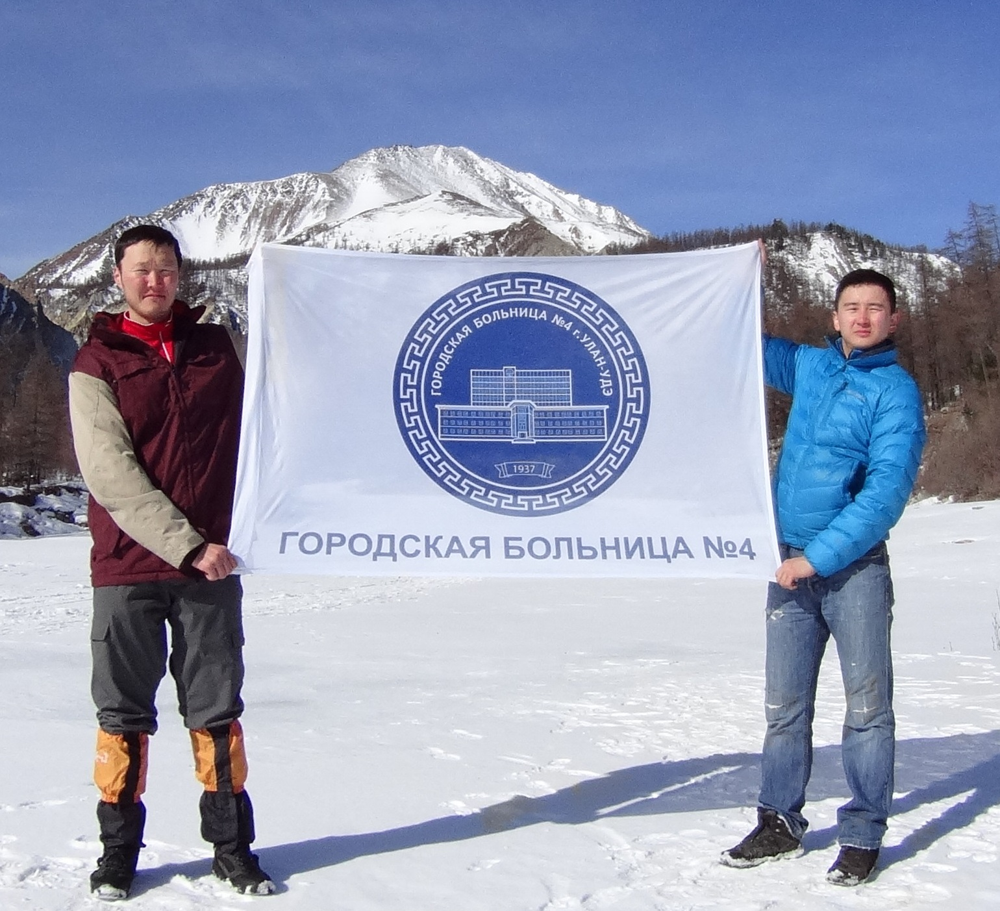 ГОРОДСКАЯ БОЛЬНИЦА №4 г.УЛАН-УДЭ
1937
ГОРОДСКАЯ БОЛЬНИЦА №4